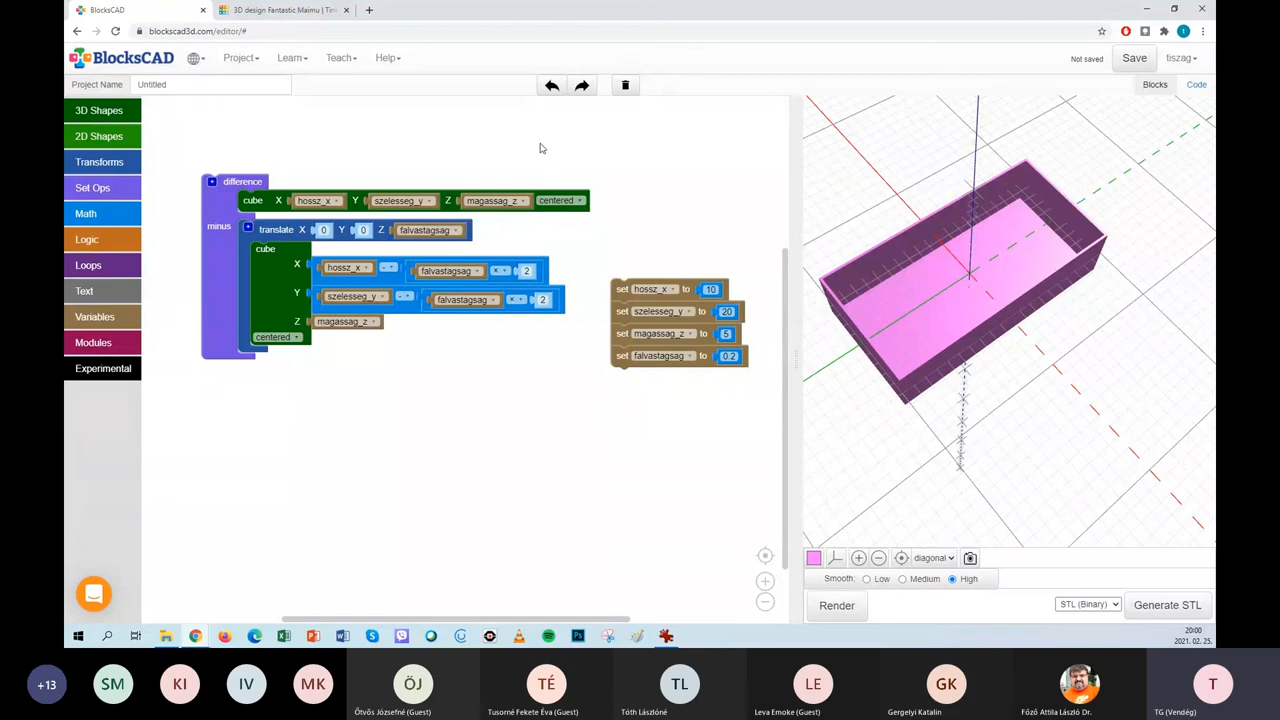 BlocksCAD
3D design Fantastic Maimu | Tin
blockscad3d.com/editor/#
BlocksCAD
Project
Learn
Teach
Help
Not saved
Save
tiszag
Project Name
Untitled
Blocks
Code
3D Shapes
2D Shapes
Transforms
Set Ops
Math
Logic
Loops
Text
Variables
Modules
Experimental
difference
cube X hossz_x Y szelesseg_y Z magassag_z centered
minus
translate X 0 Y 0 Z falvastagsag
cube
X hossz_x - falvastagsag × 2
Y szelesseg_y - falvastagsag × 2
Z magassag_z
centered
set hossz_x to 10
set szelesseg_y to 20
set magassag_z to 5
set falvastagsag to 0.2
diagonal
Smooth: Low Medium High
Render
STL (Binary)
Generate STL
20:00
2021. 02. 25.
+13
SM
KI
IV
MK
ÖJ
TÉ
TL
LE
GK
T
Ötvös Józsefné (Guest)
Tusorné Fekete Éva (Guest)
Tóth Lászlóné
Leva Emoke (Guest)
Gergelyi Katalin
Főző Attila László Dr.
TG (Vendég)